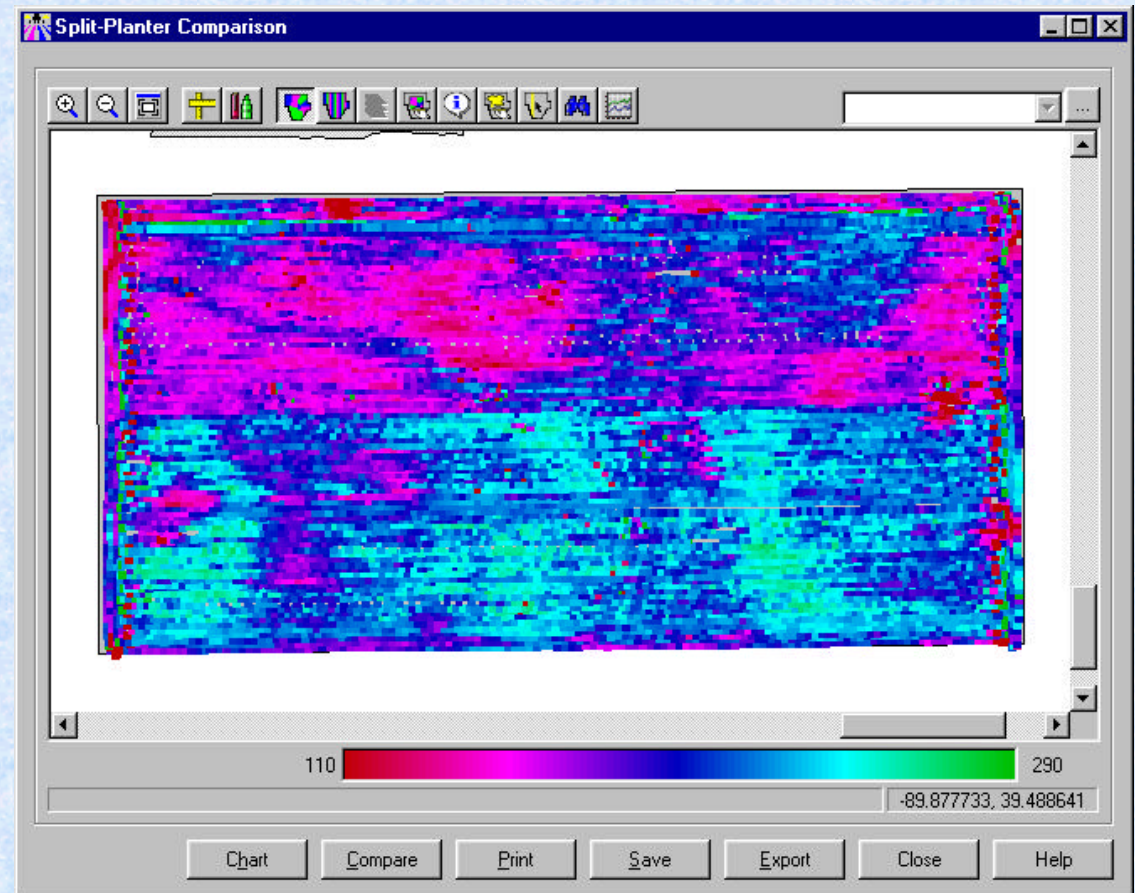 Split-Planter Comparison
...
110 290
-89.877733, 39.488641
Chart Compare Print Save Export Close Help